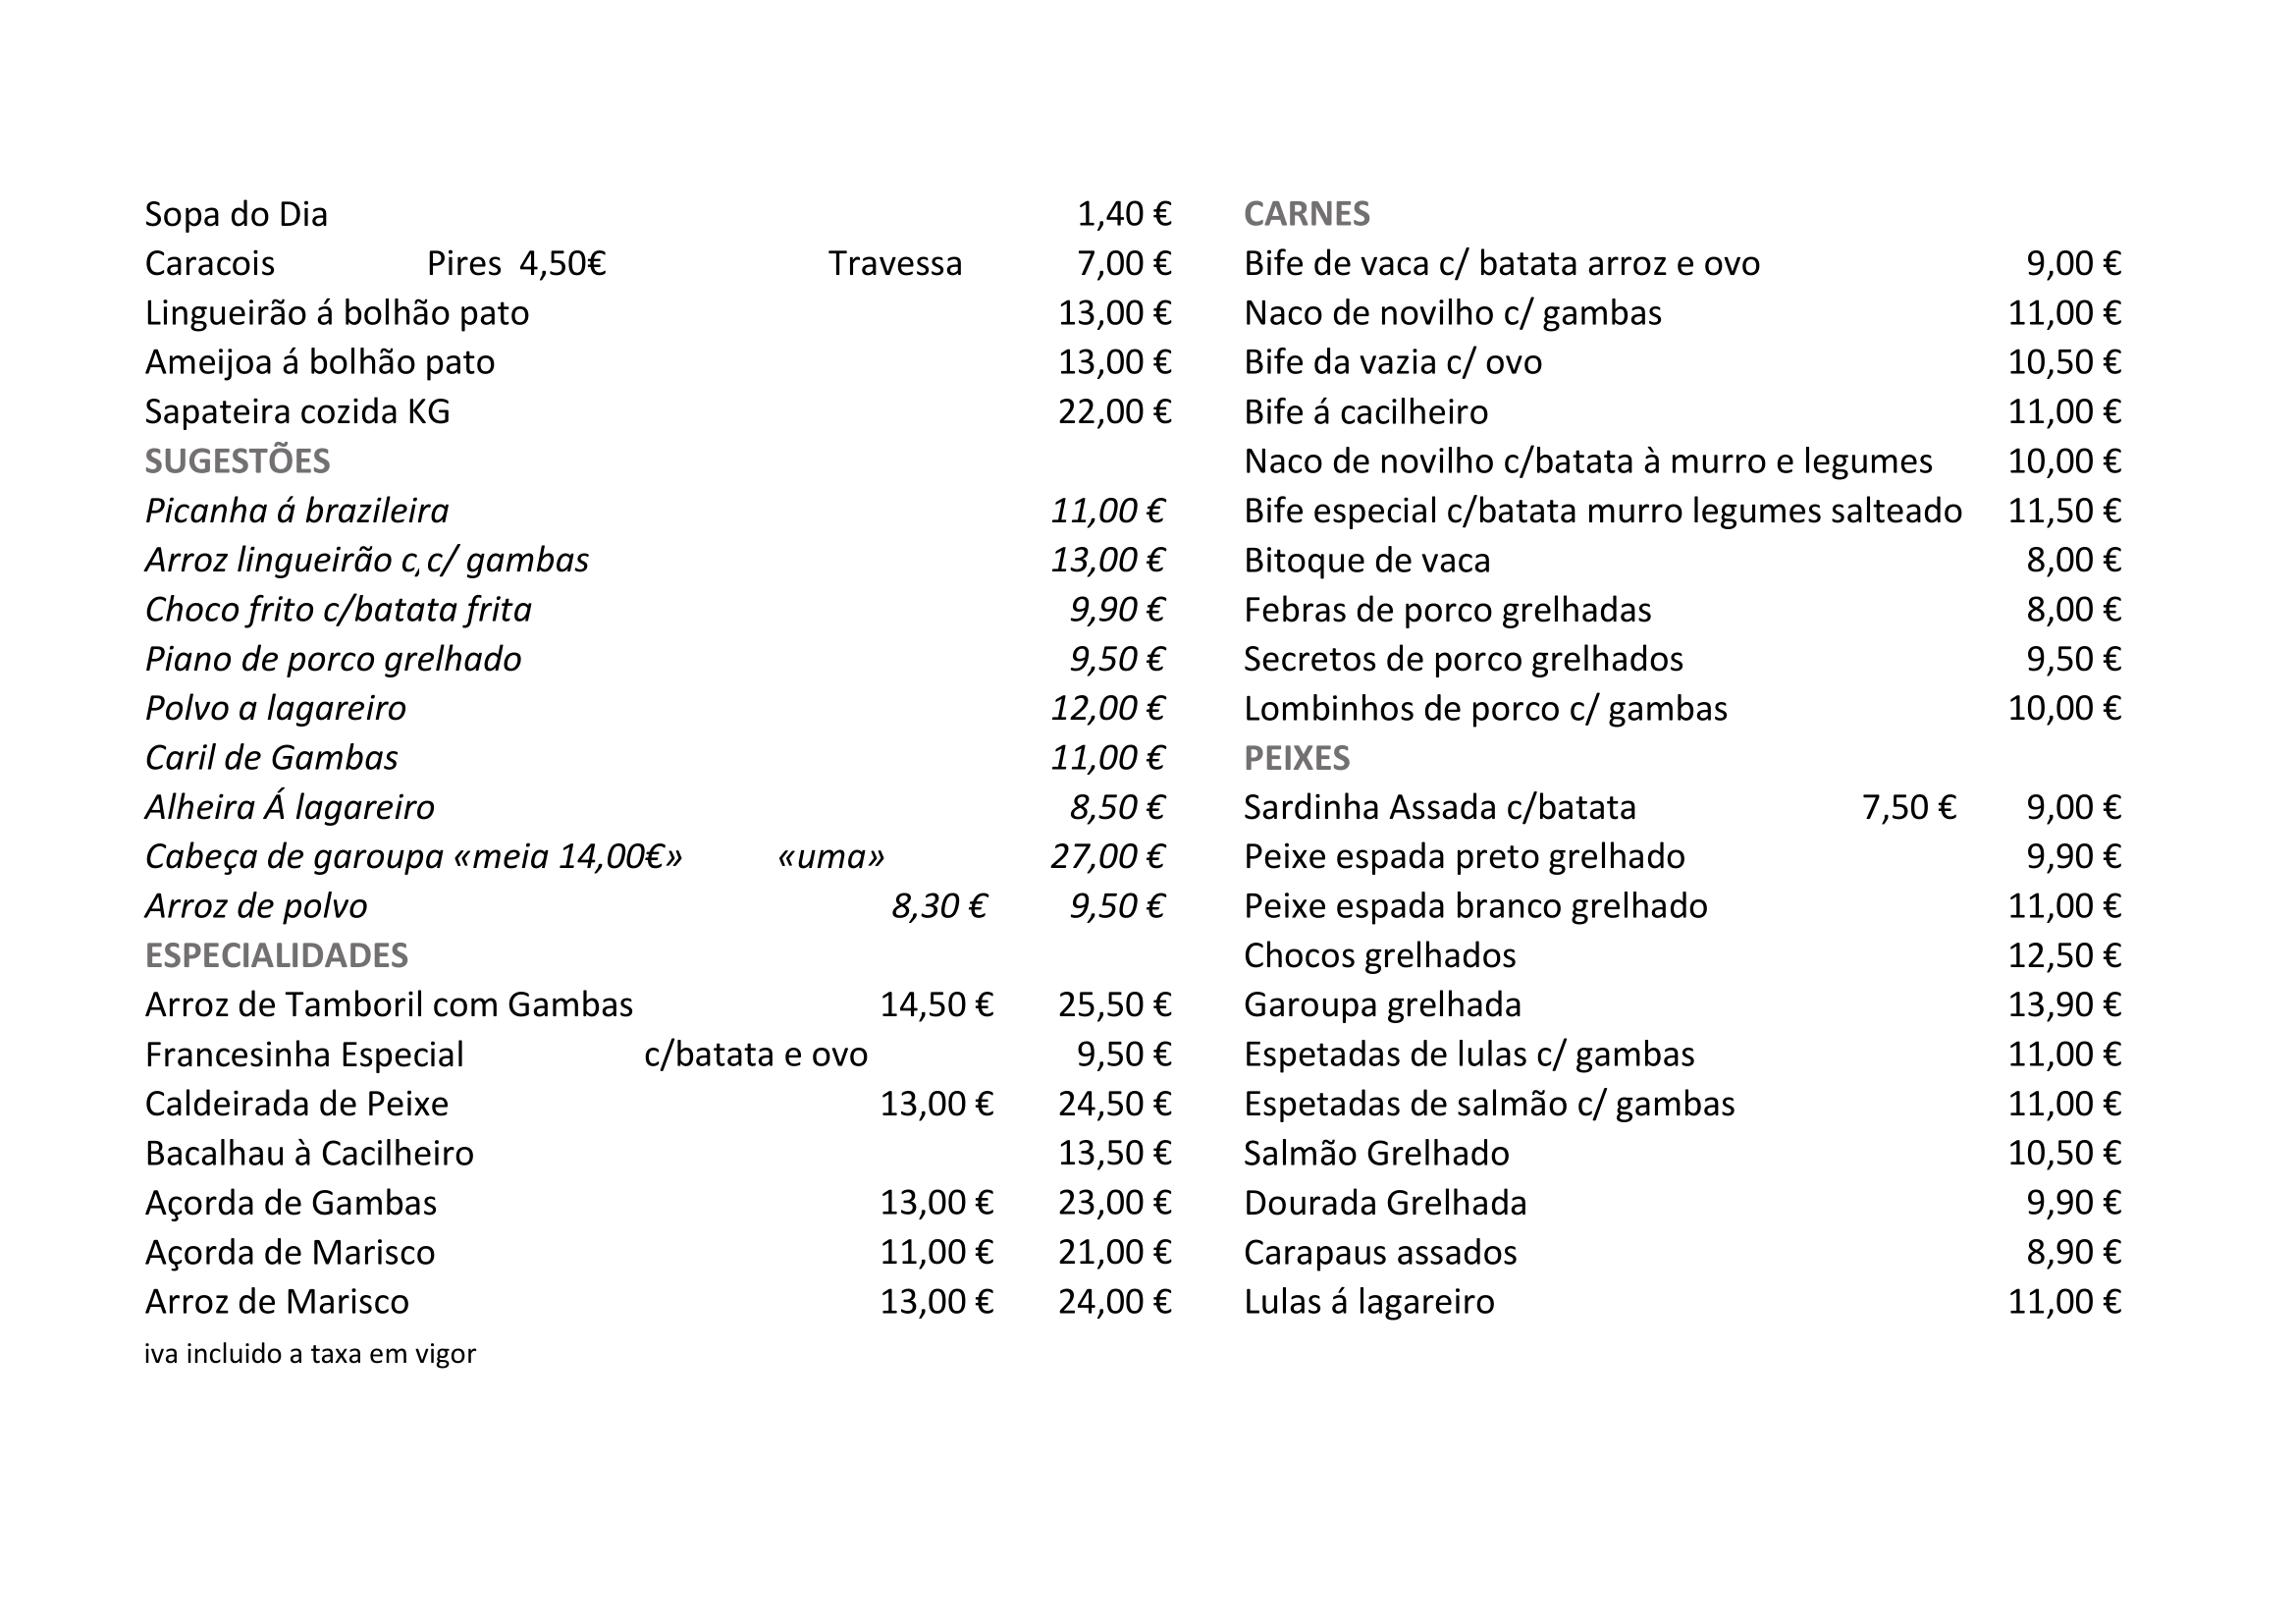 Sopa do Dia 1,40 €
Caracois Pires 4,50€ Travessa 7,00 €
Lingueirão á bolhão pato 13,00 €
Ameijoa á bolhão pato 13,00 €
Sapateira cozida KG 22,00 €
SUGESTÕES
Picanha á brazileira 11,00 €
Arroz lingueirão c, c/ gambas 13,00 €
Choco frito c/batata frita 9,90 €
Piano de porco grelhado 9,50 €
Polvo a lagareiro 12,00 €
Caril de Gambas 11,00 €
Alheira Á lagareiro 8,50 €
Cabeça de garoupa «meia 14,00€» «uma» 27,00 €
Arroz de polvo 8,30 € 9,50 €
ESPECIALIDADES
Arroz de Tamboril com Gambas 14,50 € 25,50 €
Francesinha Especial c/batata e ovo 9,50 €
Caldeirada de Peixe 13,00 € 24,50 €
Bacalhau à Cacilheiro 13,50 €
Açorda de Gambas 13,00 € 23,00 €
Açorda de Marisco 11,00 € 21,00 €
Arroz de Marisco 13,00 € 24,00 €
iva incluido a taxa em vigor
CARNES
Bife de vaca c/ batata arroz e ovo 9,00 €
Naco de novilho c/ gambas 11,00 €
Bife da vazia c/ ovo 10,50 €
Bife á cacilheiro 11,00 €
Naco de novilho c/batata à murro e legumes 10,00 €
Bife especial c/batata murro legumes salteado 11,50 €
Bitoque de vaca 8,00 €
Febras de porco grelhadas 8,00 €
Secretos de porco grelhados 9,50 €
Lombinhos de porco c/ gambas 10,00 €
PEIXES
Sardinha Assada c/batata 7,50 € 9,00 €
Peixe espada preto grelhado 9,90 €
Peixe espada branco grelhado 11,00 €
Chocos grelhados 12,50 €
Garoupa grelhada 13,90 €
Espetadas de lulas c/ gambas 11,00 €
Espetadas de salmão c/ gambas 11,00 €
Salmão Grelhado 10,50 €
Dourada Grelhada 9,90 €
Carapaus assados 8,90 €
Lulas á lagareiro 11,00 €